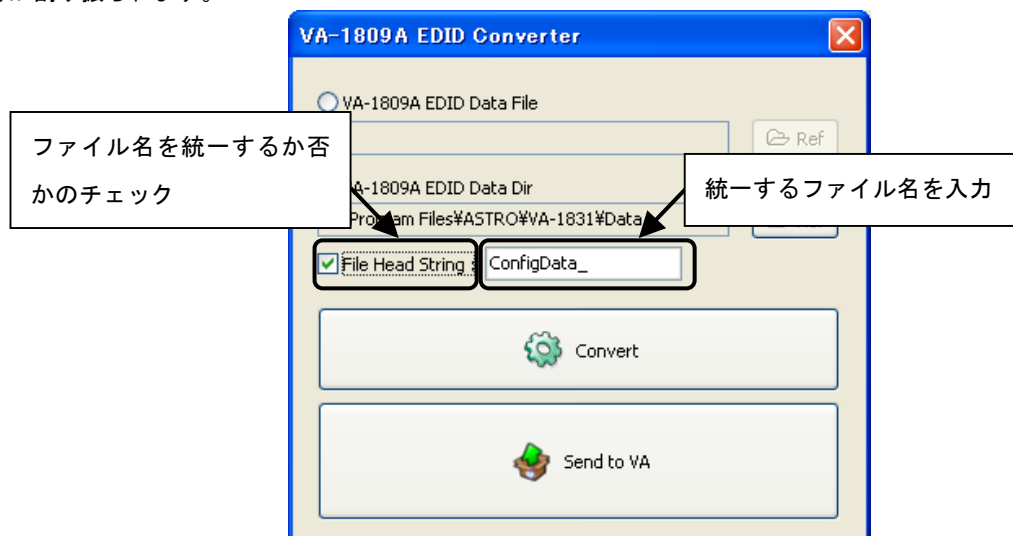 VA-1809A EDID Converter
VA-1809A EDID Data File
Ref
ファイル名を統一するか否
かのチェック
A-1809A EDID Data Dir
統一するファイル名を入力
Program Files¥ASTRO¥VA-1831¥Data
File Head String :
ConfigData_
Convert
Send to VA